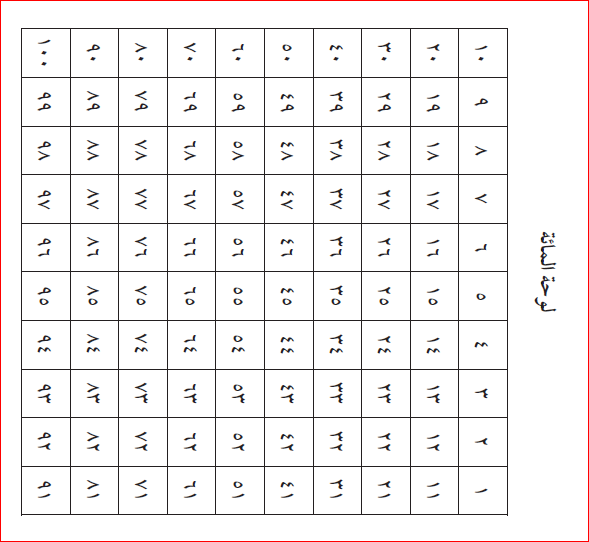 لوحة المائة
١ ٢ ٣ ٤ ٥ ٦ ٧ ٨ ٩ ١٠
١١ ١٢ ١٣ ١٤ ١٥ ١٦ ١٧ ١٨ ١٩ ٢٠
٢١ ٢٢ ٢٣ ٢٤ ٢٥ ٢٦ ٢٧ ٢٨ ٢٩ ٣٠
٣١ ٣٢ ٣٣ ٣٤ ٣٥ ٣٦ ٣٧ ٣٨ ٣٩ ٤٠
٤١ ٤٢ ٤٣ ٤٤ ٤٥ ٤٦ ٤٧ ٤٨ ٤٩ ٥٠
٥١ ٥٢ ٥٣ ٥٤ ٥٥ ٥٦ ٥٧ ٥٨ ٥٩ ٦٠
٦١ ٦٢ ٦٣ ٦٤ ٦٥ ٦٦ ٦٧ ٦٨ ٦٩ ٧٠
٧١ ٧٢ ٧٣ ٧٤ ٧٥ ٧٦ ٧٧ ٧٨ ٧٩ ٨٠
٨١ ٨٢ ٨٣ ٨٤ ٨٥ ٨٦ ٨٧ ٨٨ ٨٩ ٩٠
٩١ ٩٢ ٩٣ ٩٤ ٩٥ ٩٦ ٩٧ ٩٨ ٩٩ ١٠٠